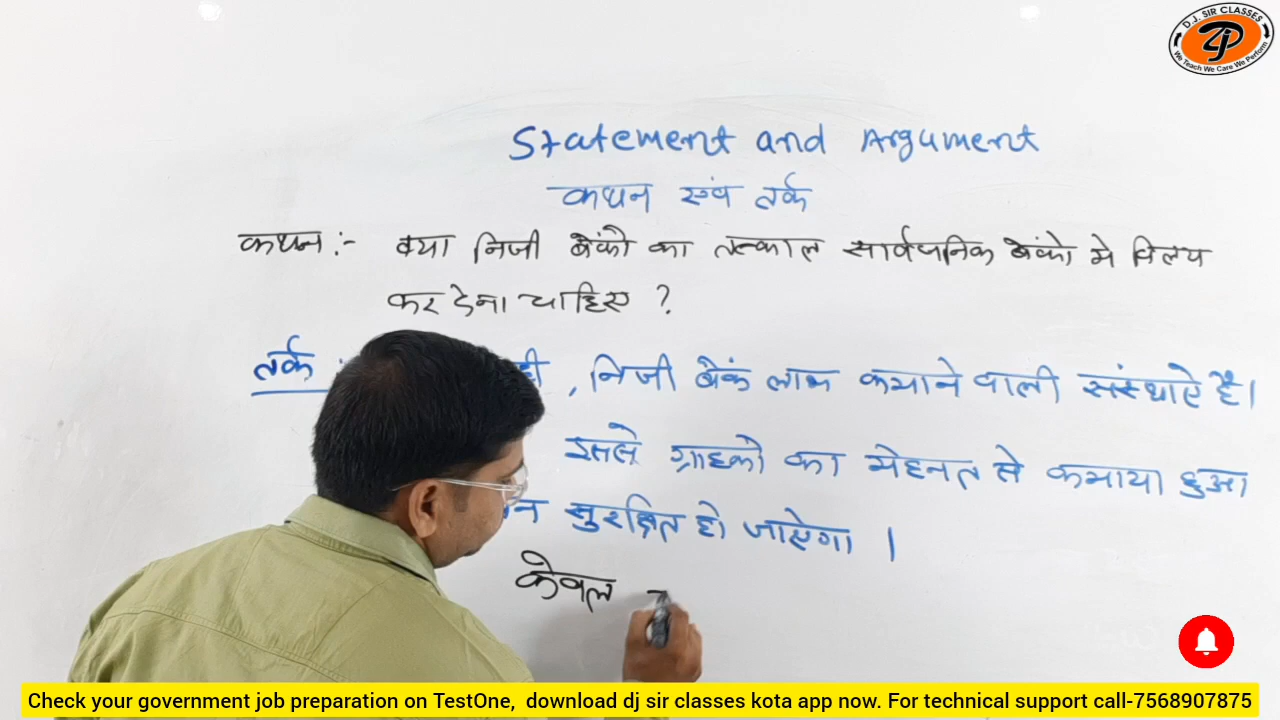 D.J. SIR CLASSES
We Teach We Care We Perform
Statement and Argument
कथन एवं तर्क
कथन :- क्या निजी बैंको का तत्काल सार्वजनिक बैंको मे विलय
कर देना चाहिए ?
तर्क , निजी बैंक लाभ कमाने वाली संस्थाऐ है।
इससे ग्राहको का मेहनत से कमाया हुआ
सुरक्षित हो जाऐगा ।
केवल
Check your government job preparation on TestOne, download dj sir classes kota app now. For technical support call-7568907875